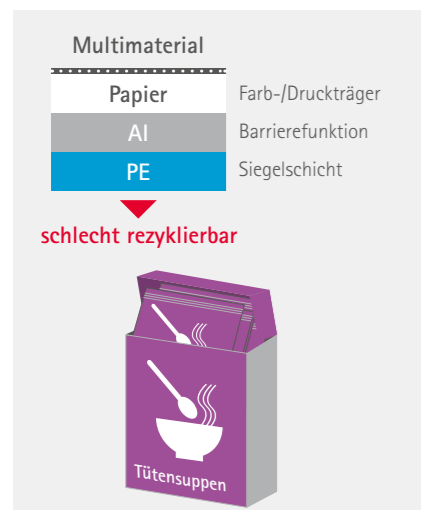 Multimaterial
Papier Farb-/Druckträger
Al Barrierefunktion
PE Siegelschicht
schlecht rezyklierbar
Tütensuppen